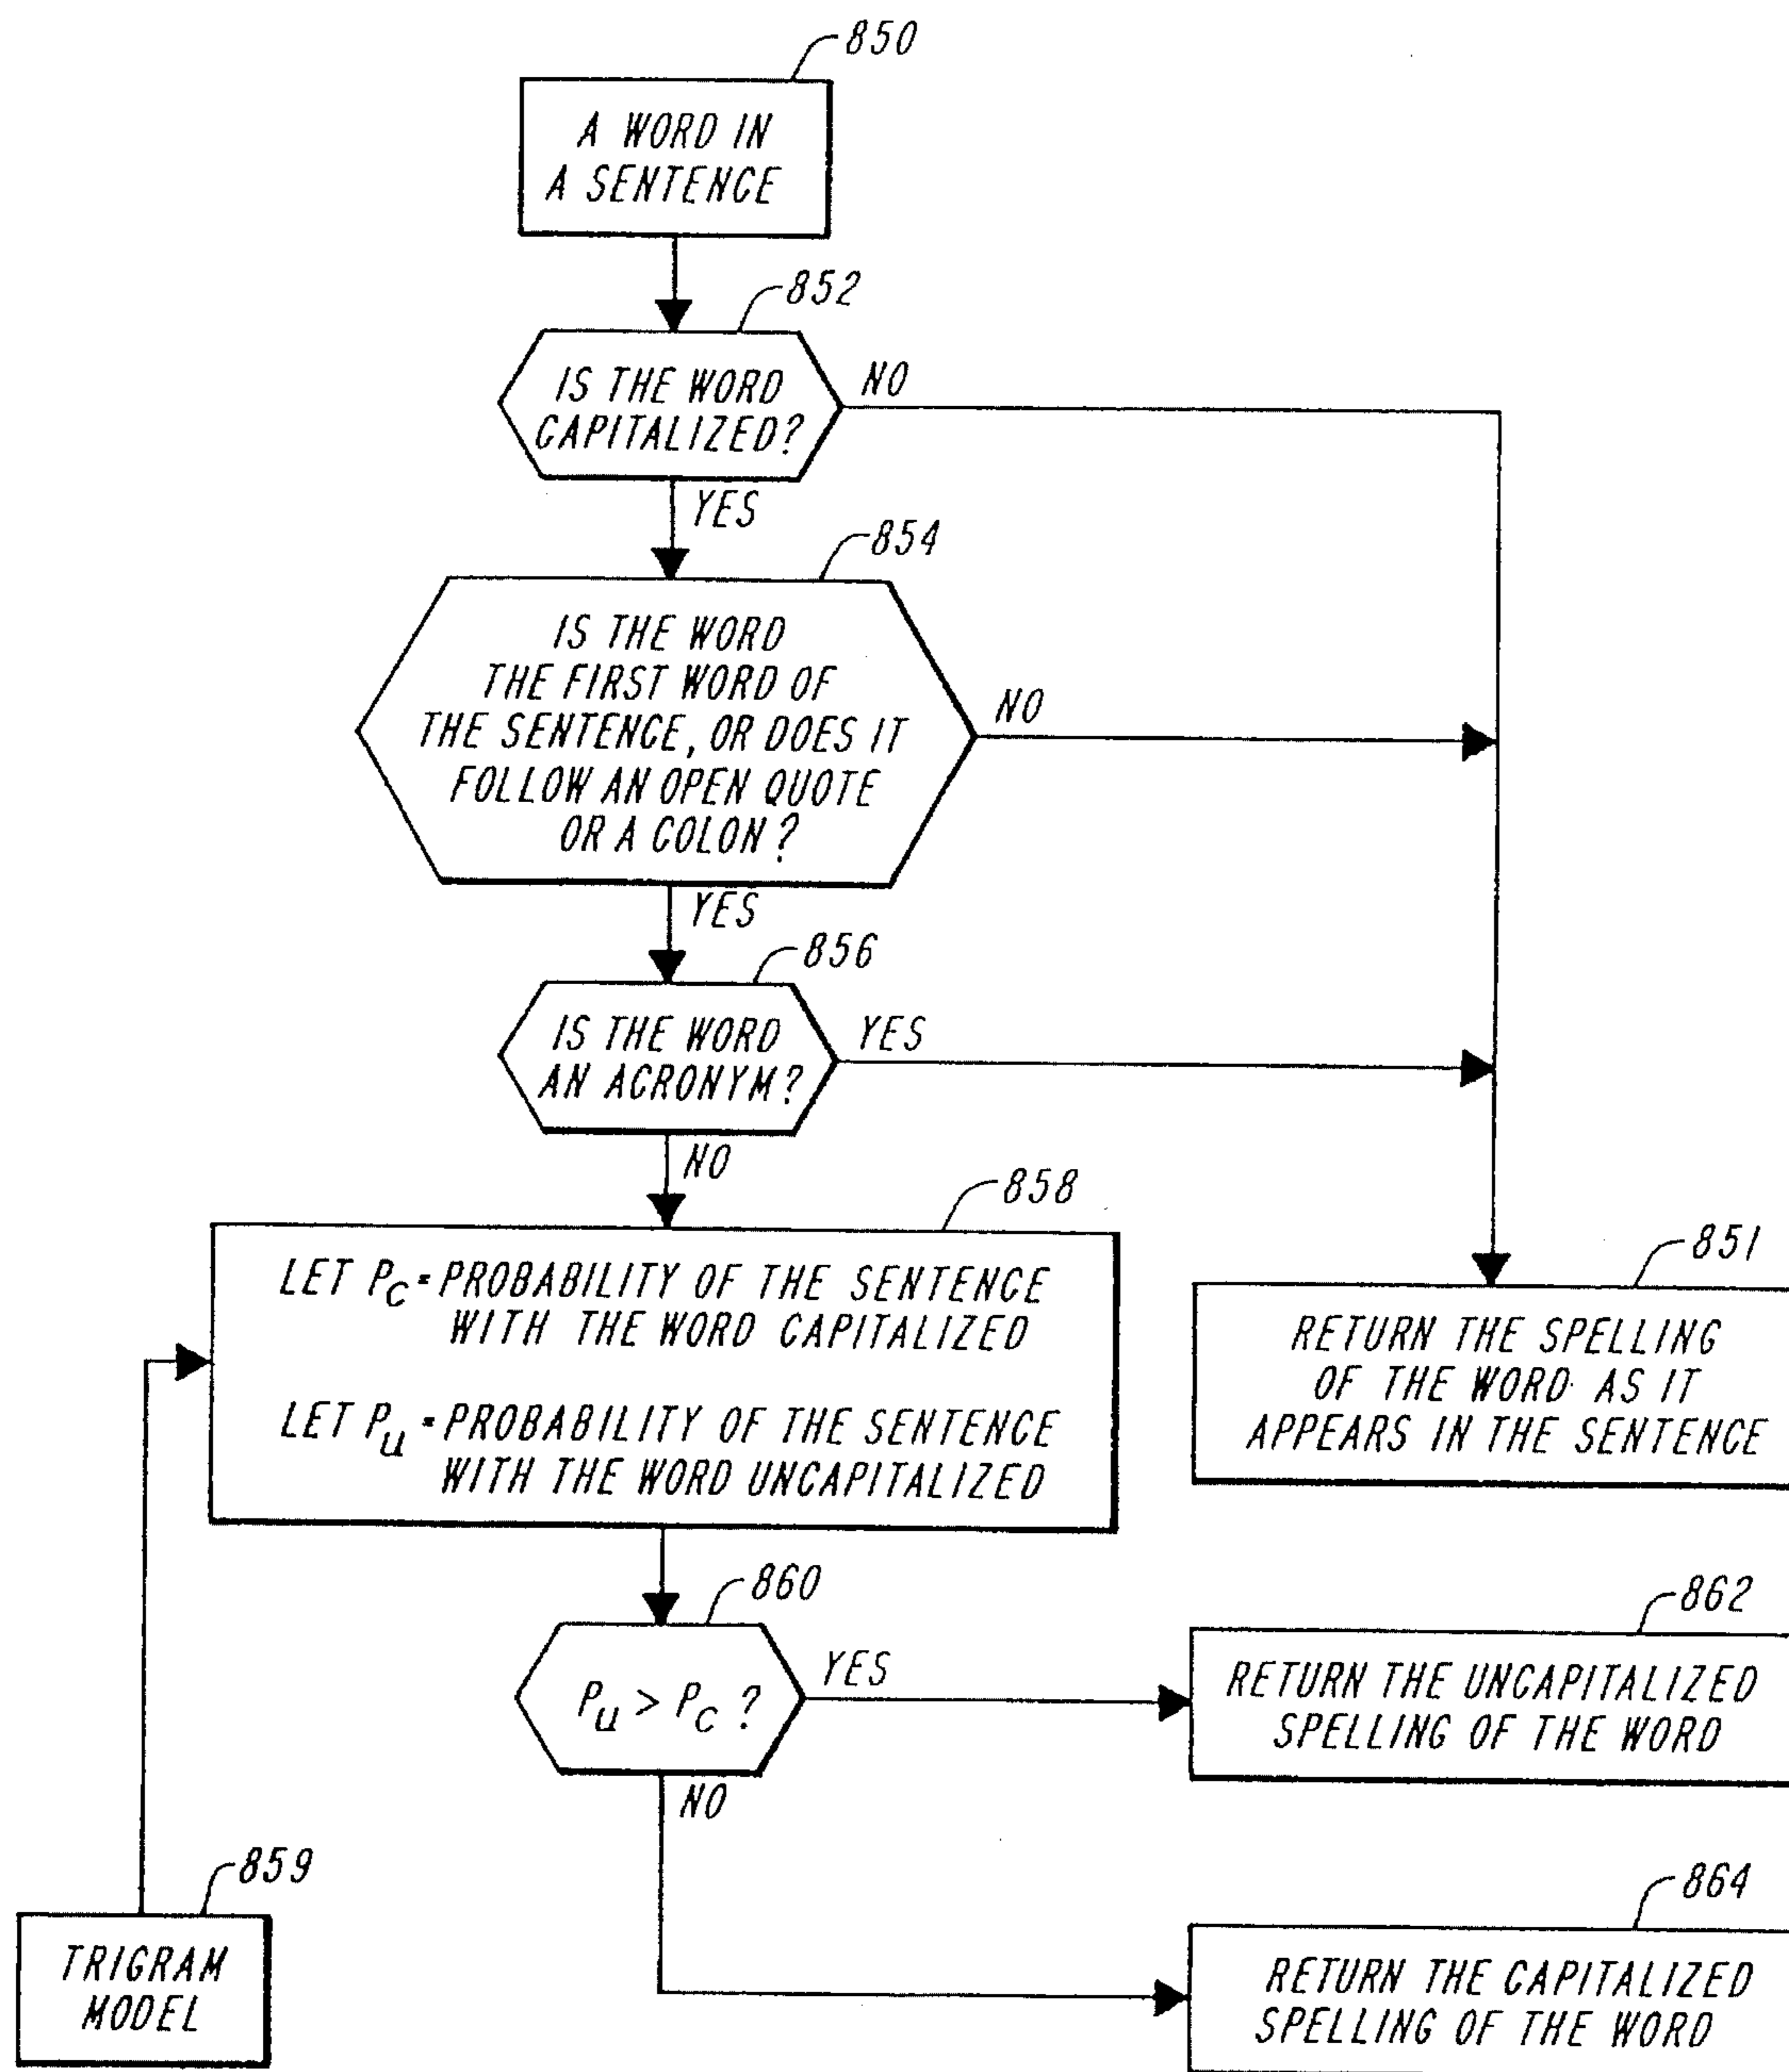 850
A WORD IN
A SENTENCE
852
IS THE WORD
CAPITALIZED?
NO
YES
854
IS THE WORD
THE FIRST WORD OF
THE SENTENCE, OR DOES IT
FOLLOW AN OPEN QUOTE
OR A COLON?
NO
YES
856
IS THE WORD
AN ACRONYM?
YES
NO
858
LET Pc = PROBABILITY OF THE SENTENCE
WITH THE WORD CAPITALIZED
LET Pu = PROBABILITY OF THE SENTENCE
WITH THE WORD UNCAPITALIZED
851
RETURN THE SPELLING
OF THE WORD AS IT
APPEARS IN THE SENTENCE
860
Pu > Pc ?
YES
NO
862
RETURN THE UNCAPITALIZED
SPELLING OF THE WORD
859
TRIGRAM
MODEL
864
RETURN THE CAPITALIZED
SPELLING OF THE WORD